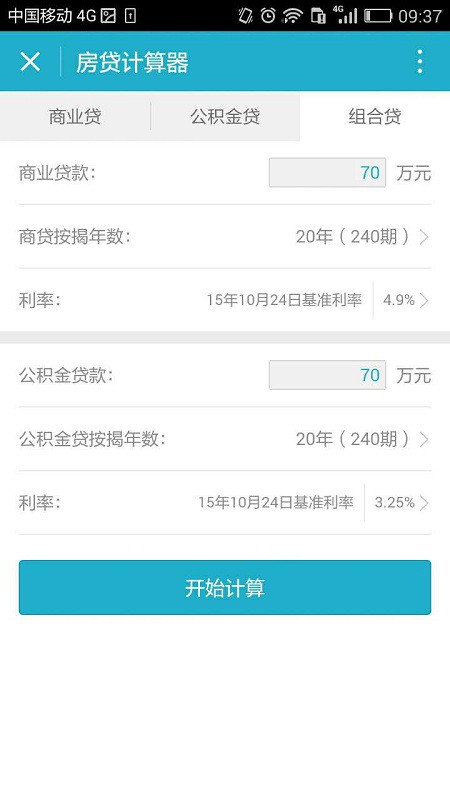 中国移动 4G 4G 09:37
房贷计算器
商业贷 公积金贷 组合贷
商业贷款: 70 万元
商贷按揭年数: 20年(240期)
利率: 15年10月24日基准利率 4.9%
公积金贷款: 70 万元
公积金贷按揭年数: 20年(240期)
利率: 15年10月24日基准利率 3.25%
开始计算